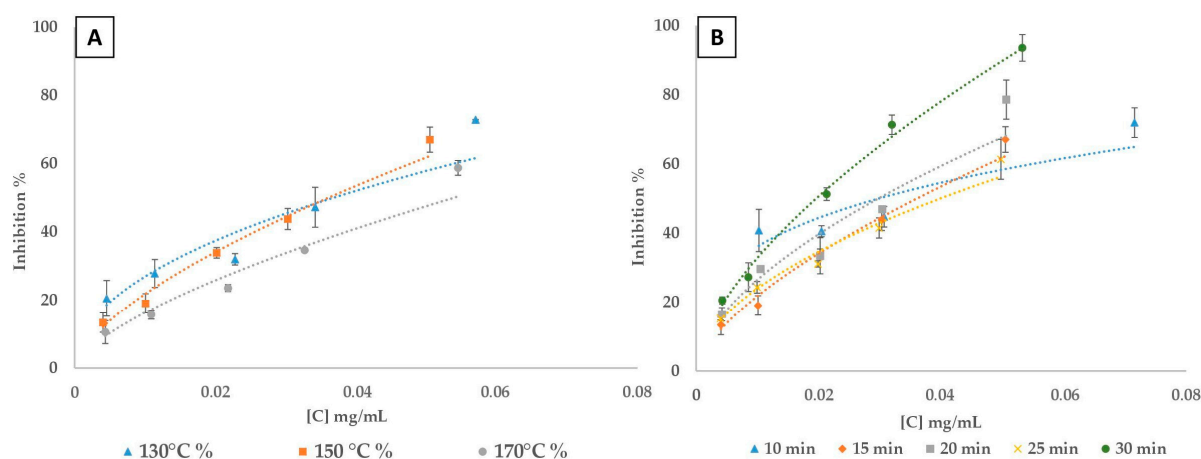 A
Inhibition %
100
80
60
40
20
0
0
0.02
0.04
0.06
[C] mg/mL
130°C %
150 °C %
170°C %
B
Inhibition %
100
80
60
40
20
0
0
0.02
0.04
0.06
0.08
[C] mg/mL
10 min
15 min
20 min
25 min
30 min